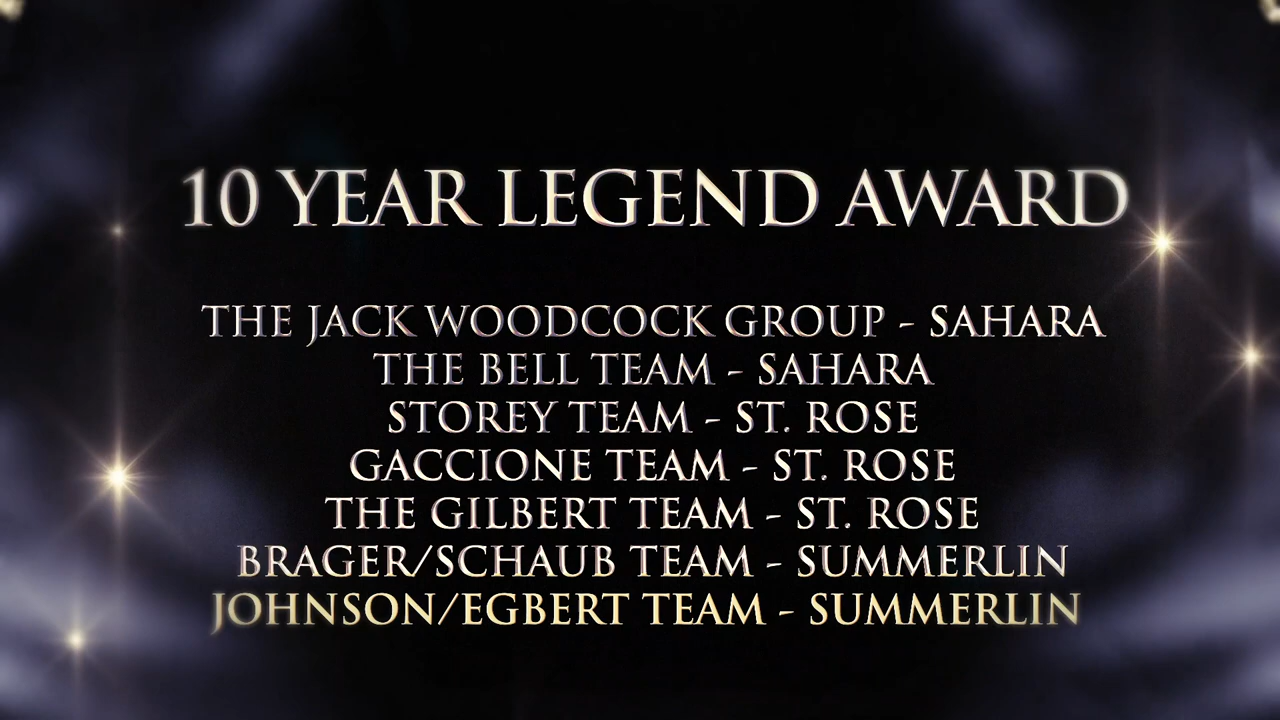 10 YEAR LEGEND AWARD
THE JACK WOODCOCK GROUP - SAHARA
THE BELL TEAM - SAHARA
STOREY TEAM - ST. ROSE
GACCIONE TEAM - ST. ROSE
THE GILBERT TEAM - ST. ROSE
BRAGER/SCHAUB TEAM - SUMMERLIN
JOHNSON/EGBERT TEAM - SUMMERLIN